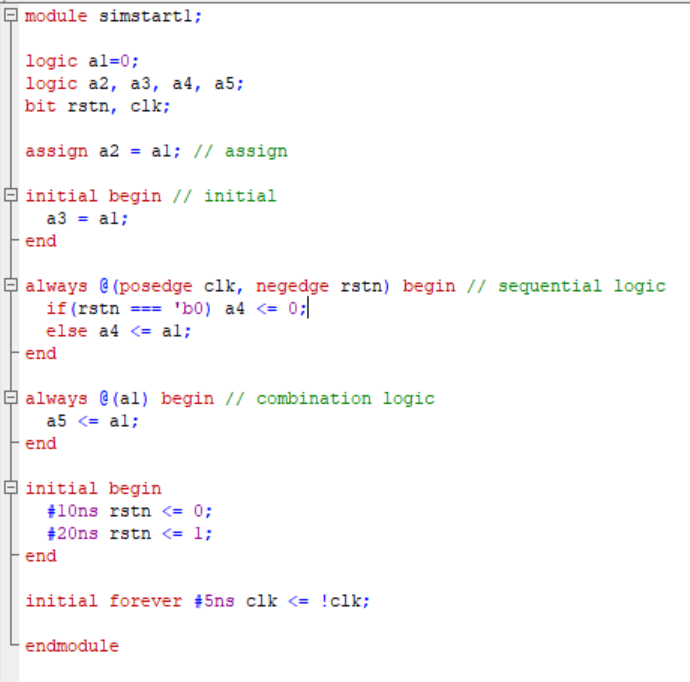 module simstart1;
logic a1=0;
logic a2, a3, a4, a5;
bit rstn, clk;
assign a2 = a1; // assign
initial begin // initial
a3 = a1;
end
always @(posedge clk, negedge rstn) begin // sequential logic
if(rstn === 'b0) a4 <= 0;
else a4 <= a1;
end
always @(a1) begin // combination logic
a5 <= a1;
end
initial begin
#10ns rstn <= 0;
#20ns rstn <= 1;
end
initial forever #5ns clk <= !clk;
endmodule